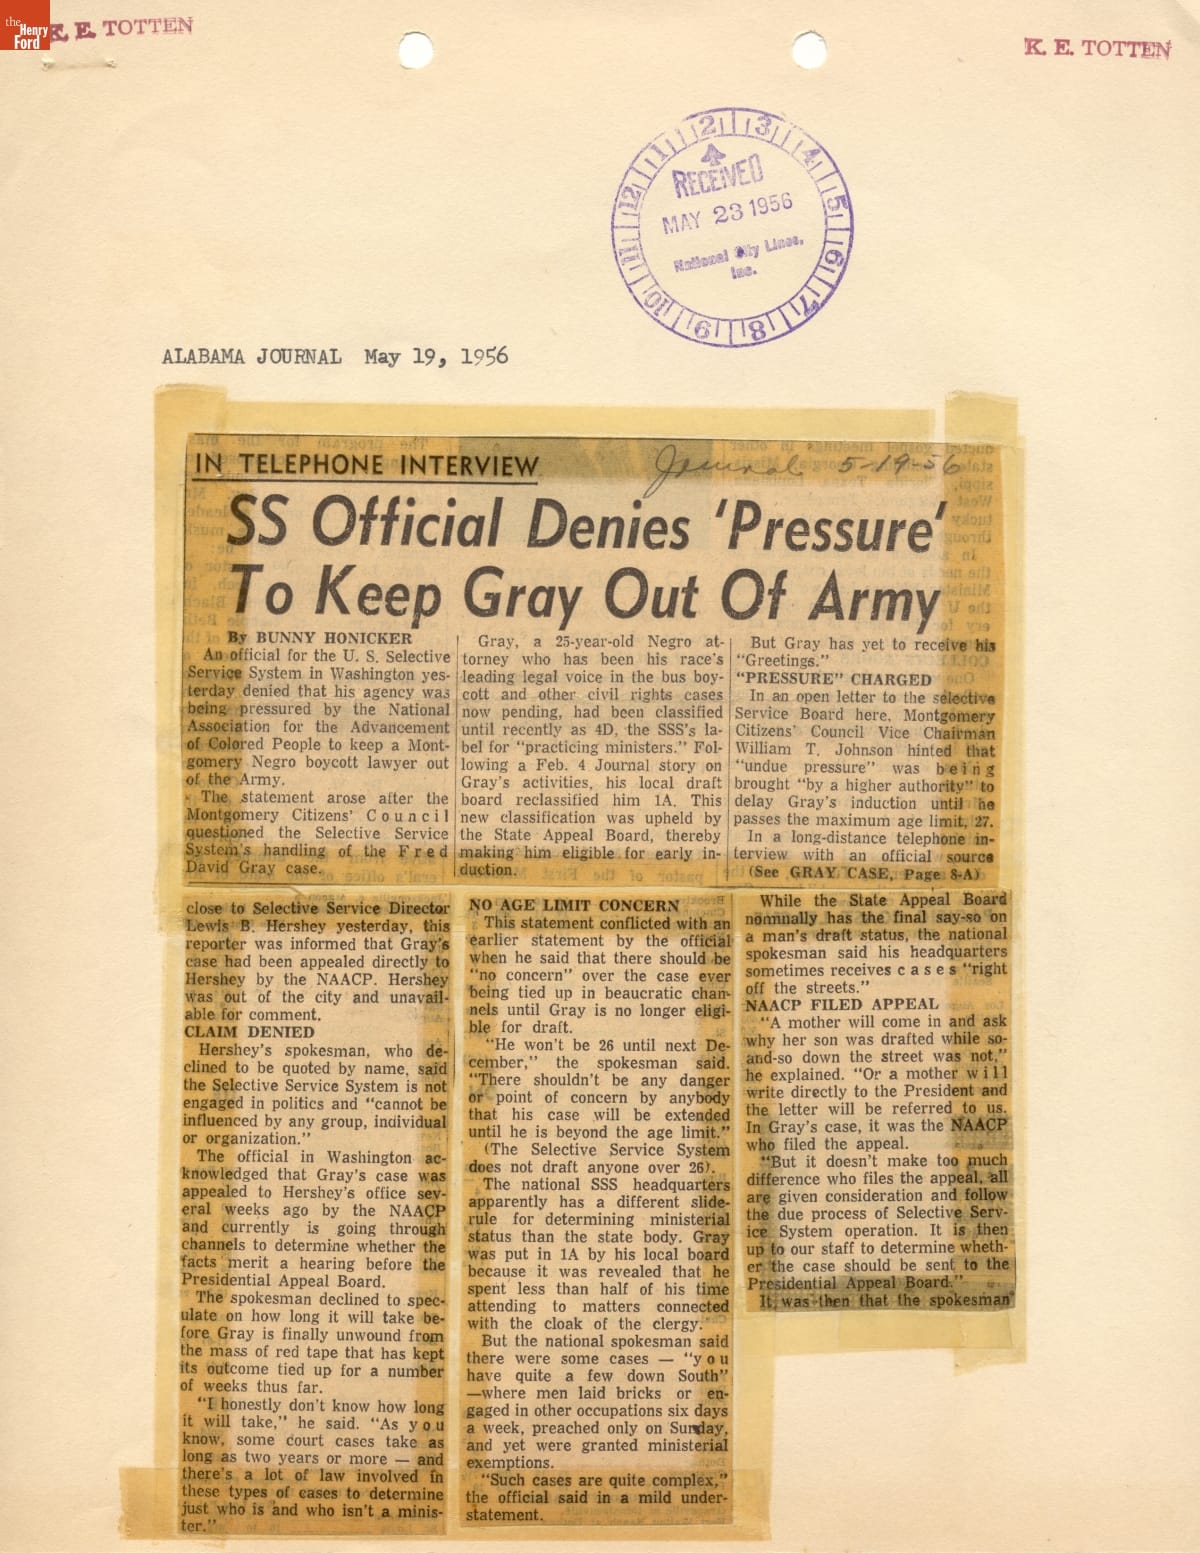 the
Henry
Ford
K. E. TOTTEN
K. E. TOTTEN
12 1 2 3 4 5 6 7 8 9 10 11
RECEIVED
MAY 23 1956
National City Lines,
Inc.
ALABAMA JOURNAL May 19, 1956
IN TELEPHONE INTERVIEW
Journal 5-19-56
SS Official Denies 'Pressure'
To Keep Gray Out Of Army
By BUNNY HONICKER
An official for the U. S. Selective
Service System in Washington yes-
terday denied that his agency was
being pressured by the National
Association for the Advancement
of Colored People to keep a Mont-
gomery Negro boycott lawyer out
of the Army.
The statement arose after the
Montgomery Citizens' Council
questioned the Selective Service
System's handling of the Fred
David Gray case.
Gray, a 25-year-old Negro at-
torney who has been his race's
leading legal voice in the bus boy-
cott and other civil rights cases
now pending, had been classified
until recently as 4D, the SSS's la-
bel for "practicing ministers." Fol-
lowing a Feb. 4 Journal story on
Gray's activities, his local draft
board reclassified him 1A. This
new classification was upheld by
the State Appeal Board, thereby
making him eligible for early in-
duction.
But Gray has yet to receive his
"Greetings."
"PRESSURE" CHARGED
In an open letter to the selective
Service Board here, Montgomery
Citizens' Council Vice Chairman
William T. Johnson hinted that
"undue pressure" was being
brought "by a higher authority" to
delay Gray's induction until he
passes the maximum age limit, 27.
In a long-distance telephone in-
terview with an official source
(See GRAY CASE, Page 8-A)
close to Selective Service Director
Lewis B. Hershey yesterday, this
reporter was informed that Gray's
case had been appealed directly to
Hershey by the NAACP. Hershey
was out of the city and unavail-
able for comment.
CLAIM DENIED
Hershey's spokesman, who de-
clined to be quoted by name, said
the Selective Service System is not
engaged in politics and "cannot be
influenced by any group, individual
or organization."
The official in Washington ac-
knowledged that Gray's case was
appealed to Hershey's office sev-
eral weeks ago by the NAACP
and currently is going through
channels to determine whether the
facts merit a hearing before the
Presidential Appeal Board.
The spokesman declined to spec-
ulate on how long it will take be-
fore Gray is finally unwound from
the mass of red tape that has kept
its outcome tied up for a number
of weeks thus far.
"I honestly don't know how long
it will take," he said. "As you
know, some court cases take as
long as two years or more — and
there's a lot of law involved in
these types of cases to determine
just who is and who isn't a minis-
ter."
NO AGE LIMIT CONCERN
This statement conflicted with an
earlier statement by the official
when he said that there should be
"no concern" over the case ever
being tied up in beaucratic chan-
nels until Gray is no longer eligi-
ble for draft.
"He won't be 26 until next De-
cember," the spokesman said.
"There shouldn't be any danger
or point of concern by anybody
that his case will be extended
until he is beyond the age limit."
(The Selective Service System
does not draft anyone over 26).
The national SSS headquarters
apparently has a different slide-
rule for determining ministerial
status than the state body. Gray
was put in 1A by his local board
because it was revealed that he
spent less than half of his time
attending to matters connected
with the cloak of the clergy."
But the national spokesman said
there were some cases — "you
have quite a few down South"
—where men laid bricks or en-
gaged in other occupations six days
a week, preached only on Sunday,
and yet were granted ministerial
exemptions.
"Such cases are quite complex,"
the official said in a mild under-
statement.
While the State Appeal Board
nomnally has the final say-so on
a man's draft status, the national
spokesman said his headquarters
sometimes receives cases "right
off the streets."
NAACP FILED APPEAL
"A mother will come in and ask
why her son was drafted while so-
and-so down the street was not,"
he explained. "Or a mother will
write directly to the President and
the letter will be referred to us.
In Gray's case, it was the NAACP
who filed the appeal.
"But it doesn't make too much
difference who files the appeal, all
are given consideration and follow
the due process of Selective Serv-
ice System operation. It is then
up to our staff to determine wheth-
er the case should be sent to the
Presidential Appeal Board."
It was then that the spokesman